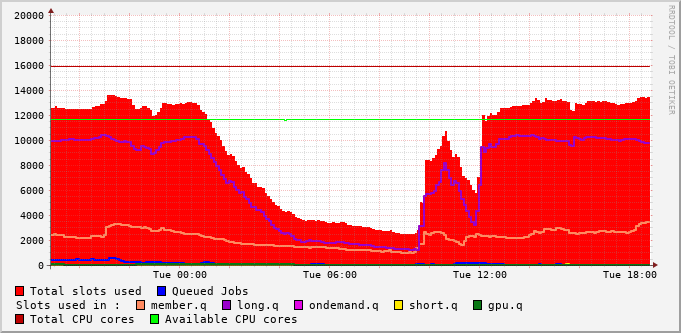 RRDTOOL / TOBI OETIKER
20000
18000
16000
14000
12000
10000
8000
6000
4000
2000
0
Tue 00:00 Tue 06:00 Tue 12:00 Tue 18:00
Total slots used Queued Jobs
Slots used in : member.q long.q ondemand.q short.q gpu.q
Total CPU cores Available CPU cores